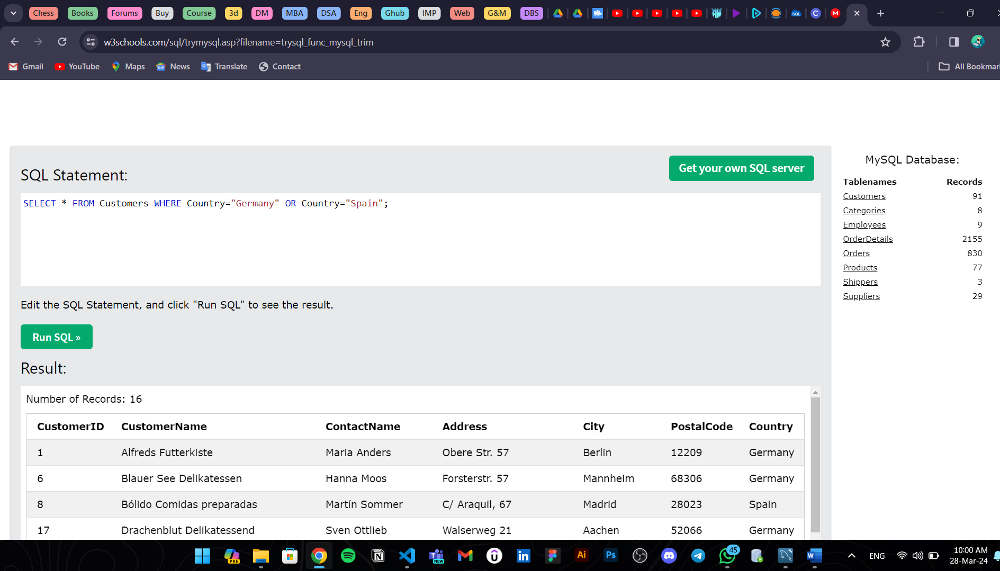 Chess Books Forums Buy Course 3d DM MBA DSA Eng Ghub IMP Web G&M DBS
w3schools.com/sql/trymysql.asp?filename=trysql_func_mysql_trim
Gmail YouTube Maps News Translate Contact All Bookmar
SQL Statement:
Get your own SQL server
SELECT * FROM Customers WHERE Country="Germany" OR Country="Spain";
Edit the SQL Statement, and click "Run SQL" to see the result.
Run SQL »
Result:
Number of Records: 16
CustomerID CustomerName ContactName Address City PostalCode Country
1 Alfreds Futterkiste Maria Anders Obere Str. 57 Berlin 12209 Germany
6 Blauer See Delikatessen Hanna Moos Forsterstr. 57 Mannheim 68306 Germany
8 Bólido Comidas preparadas Martín Sommer C/ Araquil, 67 Madrid 28023 Spain
17 Drachenblut Delikatessend Sven Ottlieb Walserweg 21 Aachen 52066 Germany
MySQL Database:
Tablenames Records
Customers 91
Categories 8
Employees 9
OrderDetails 2155
Orders 830
Products 77
Shippers 3
Suppliers 29
45
ENG
10:00 AM
28-Mar-24